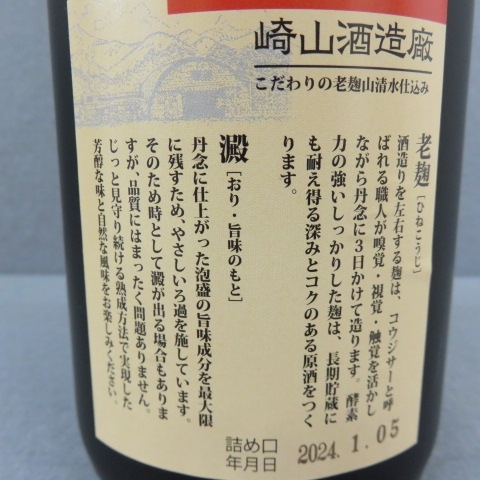 崎山酒造廠
こだわりの老麹山清水仕込み
老麹［ひねこうじ］
酒造りを左右する麹は、コウジサーと呼
ばれる職人が嗅覚・視覚・触覚を活かし
ながら丹念に3日かけて造ります。酵素
力の強いしっかりした麹は、長期貯蔵に
も耐え得る深みとコクのある原酒をつく
ります。
澱［おり・旨味のもと］
丹念に仕上がった泡盛の旨味成分を最大限
に残すため、やさしいろ過を施しています。
そのため時として澱が出る場合もありま
すが、品質にはまったく問題ありません。
じっと見守り続ける熟成方法で実現した
芳醇な味と自然な風味をお楽しみください。
詰め口
年月日
2024. 1. 05